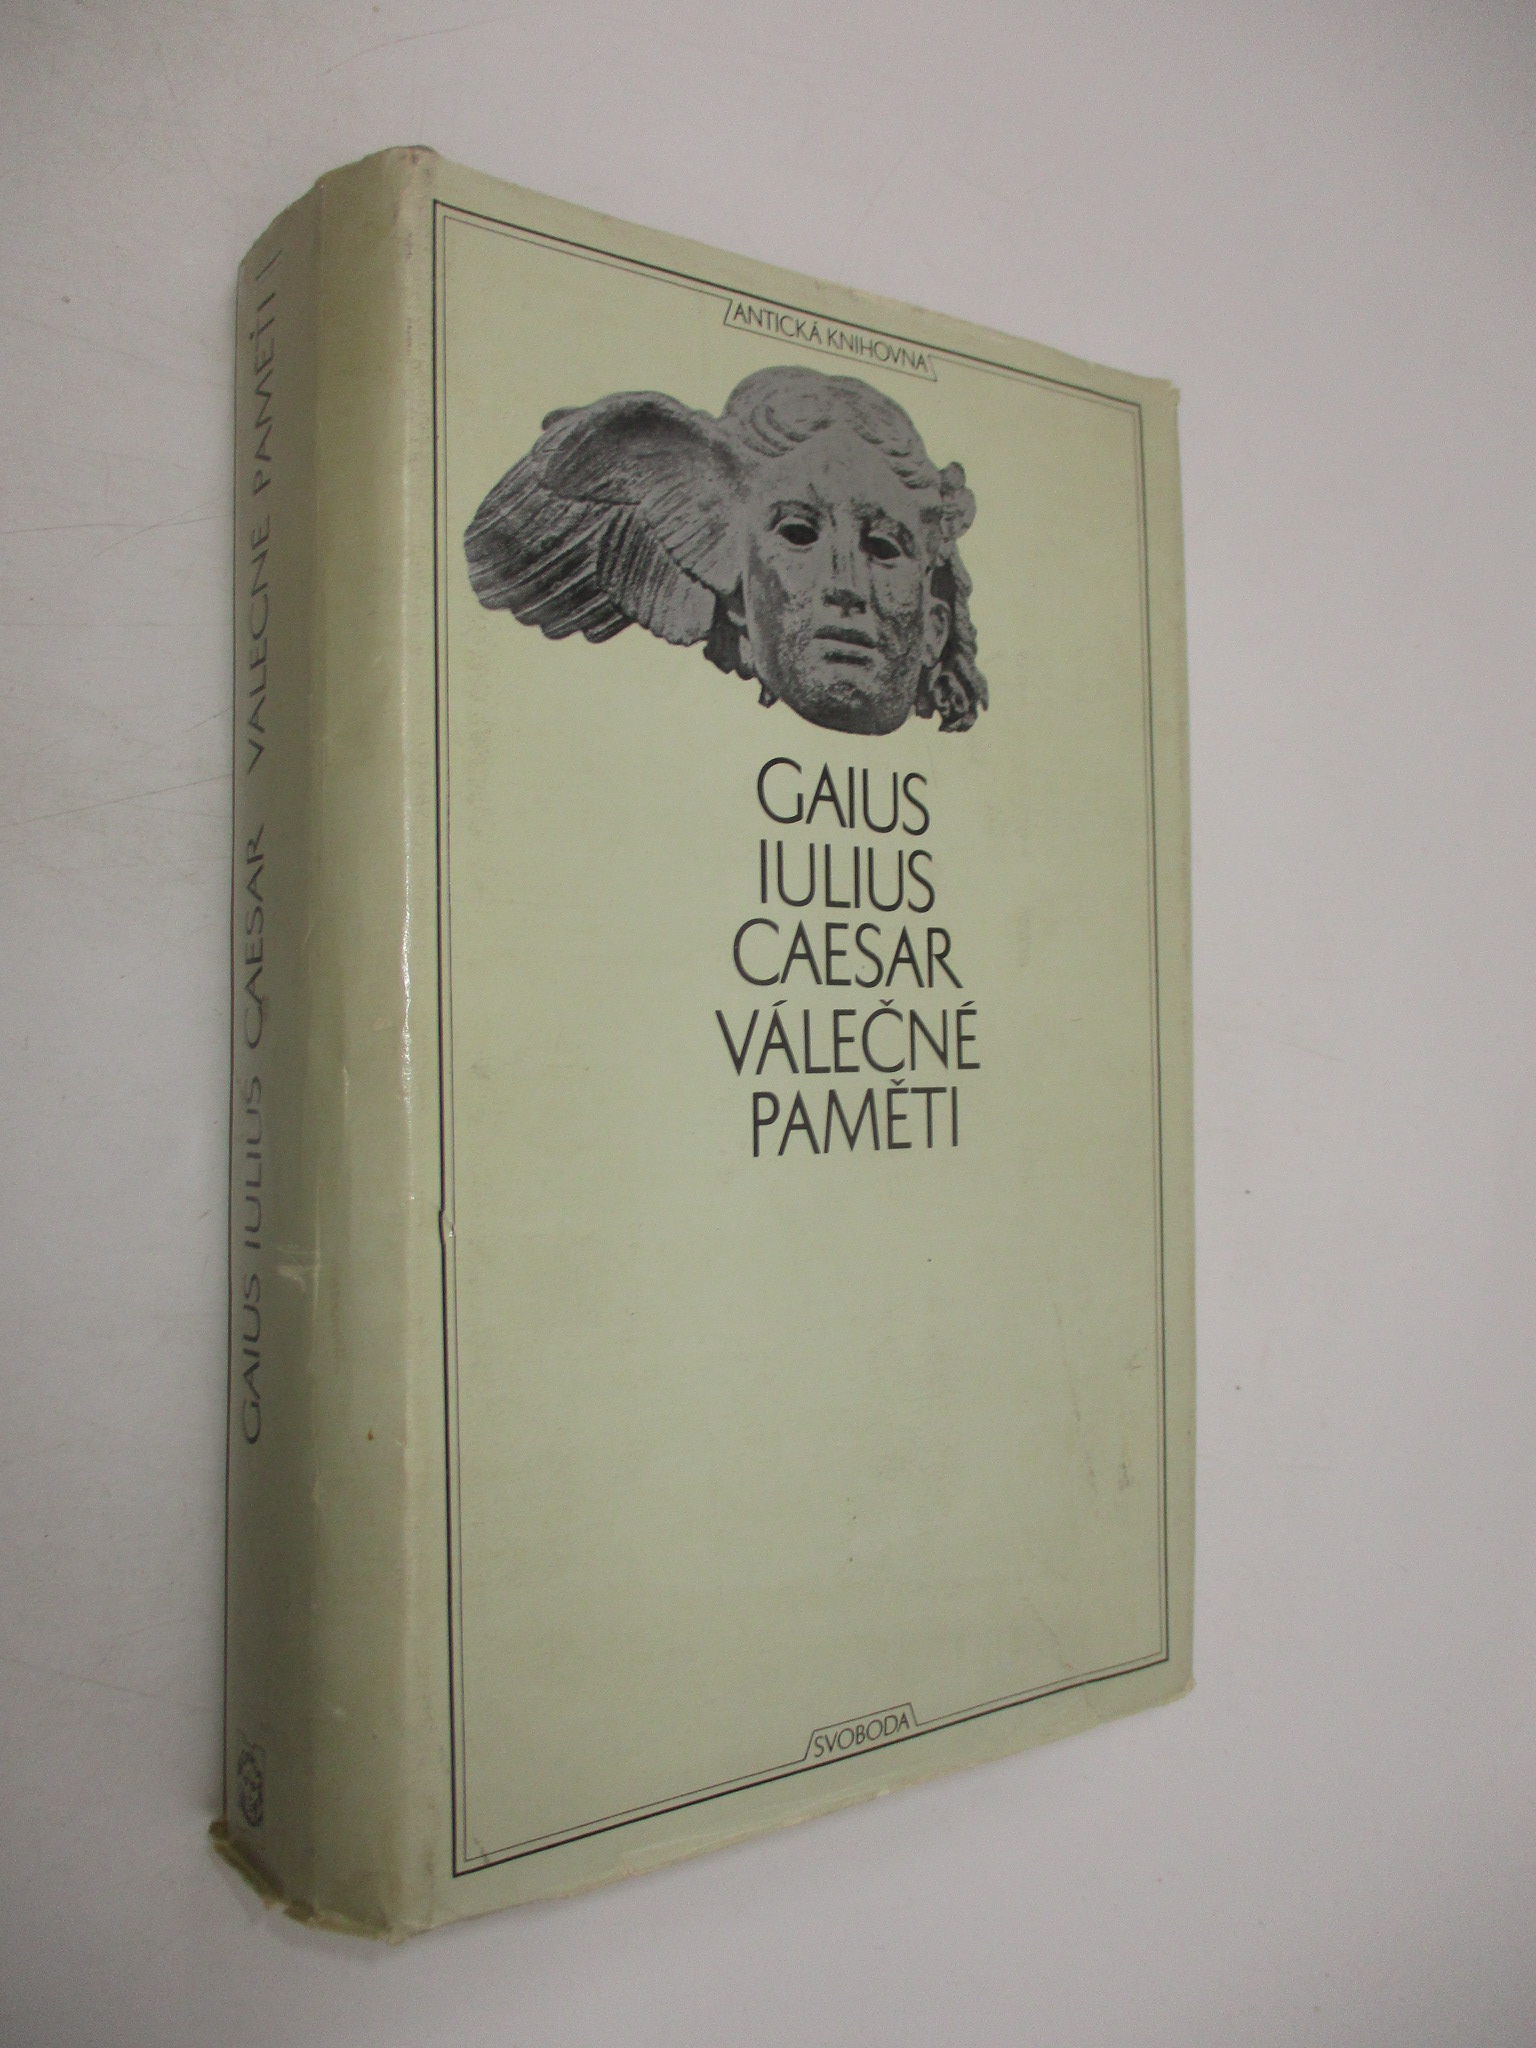 ANTICKÁ KNIHOVNA
GAIUS
IULIUS
CAESAR
VÁLEČNÉ
PAMĚTI
SVOBODA
GAIUS IULIUS CAESAR VÁLEČNÉ PAMĚTI